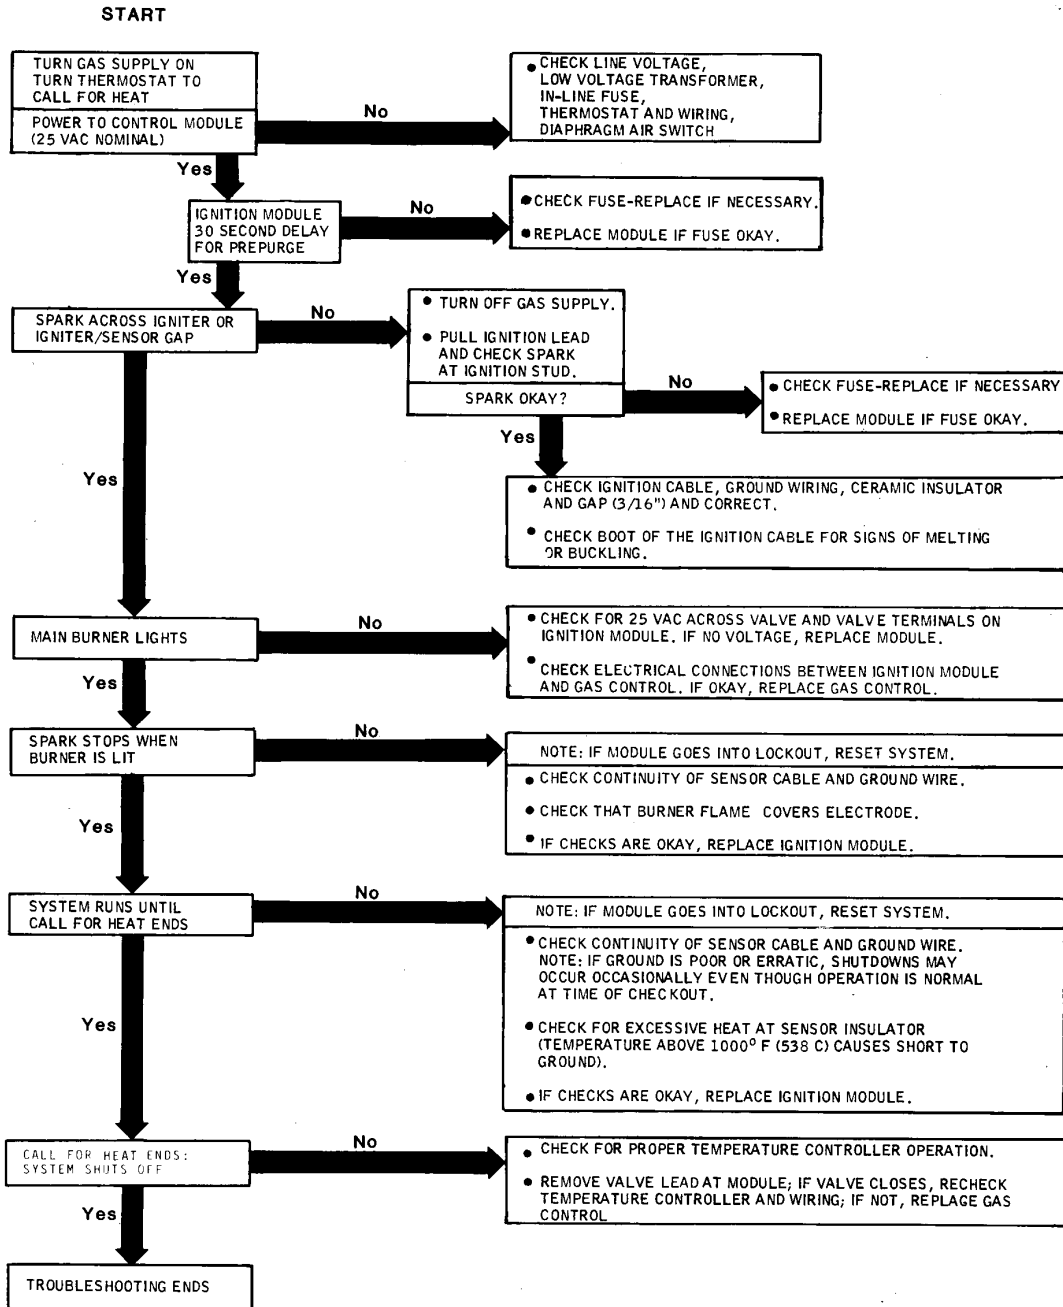 START
TURN GAS SUPPLY ON
TURN THERMOSTAT TO
CALL FOR HEAT
POWER TO CONTROL MODULE
(25 VAC NOMINAL)
No
• CHECK LINE VOLTAGE,
LOW VOLTAGE TRANSFORMER,
IN-LINE FUSE,
THERMOSTAT AND WIRING,
DIAPHRAGM AIR SWITCH
Yes
IGNITION MODULE
30 SECOND DELAY
FOR PREPURGE
No
• CHECK FUSE-REPLACE IF NECESSARY.
• REPLACE MODULE IF FUSE OKAY.
Yes
SPARK ACROSS IGNITER OR
IGNITER/SENSOR GAP
No
• TURN OFF GAS SUPPLY.
• PULL IGNITION LEAD
AND CHECK SPARK
AT IGNITION STUD.
SPARK OKAY?
No
• CHECK FUSE-REPLACE IF NECESSARY
• REPLACE MODULE IF FUSE OKAY.
Yes
• CHECK IGNITION CABLE, GROUND WIRING, CERAMIC INSULATOR
AND GAP (3/16") AND CORRECT.
• CHECK BOOT OF THE IGNITION CABLE FOR SIGNS OF MELTING
OR BUCKLING.
Yes
MAIN BURNER LIGHTS
No
• CHECK FOR 25 VAC ACROSS VALVE AND VALVE TERMINALS ON
IGNITION MODULE. IF NO VOLTAGE, REPLACE MODULE.
• CHECK ELECTRICAL CONNECTIONS BETWEEN IGNITION MODULE
AND GAS CONTROL. IF OKAY, REPLACE GAS CONTROL.
Yes
SPARK STOPS WHEN
BURNER IS LIT
No
NOTE: IF MODULE GOES INTO LOCKOUT, RESET SYSTEM.
• CHECK CONTINUITY OF SENSOR CABLE AND GROUND WIRE.
• CHECK THAT BURNER FLAME COVERS ELECTRODE.
• IF CHECKS ARE OKAY, REPLACE IGNITION MODULE.
Yes
SYSTEM RUNS UNTIL
CALL FOR HEAT ENDS
No
NOTE: IF MODULE GOES INTO LOCKOUT, RESET SYSTEM.
• CHECK CONTINUITY OF SENSOR CABLE AND GROUND WIRE.
NOTE: IF GROUND IS POOR OR ERRATIC, SHUTDOWNS MAY
OCCUR OCCASIONALLY EVEN THOUGH OPERATION IS NORMAL
AT TIME OF CHECKOUT.
• CHECK FOR EXCESSIVE HEAT AT SENSOR INSULATOR
(TEMPERATURE ABOVE 1000° F (538 C) CAUSES SHORT TO
GROUND).
• IF CHECKS ARE OKAY, REPLACE IGNITION MODULE.
Yes
CALL FOR HEAT ENDS:
SYSTEM SHUTS OFF
No
• CHECK FOR PROPER TEMPERATURE CONTROLLER OPERATION.
• REMOVE VALVE LEAD AT MODULE; IF VALVE CLOSES, RECHECK
TEMPERATURE CONTROLLER AND WIRING; IF NOT, REPLAGE GAS
CONTROL
Yes
TROUBLESHOOTING ENDS